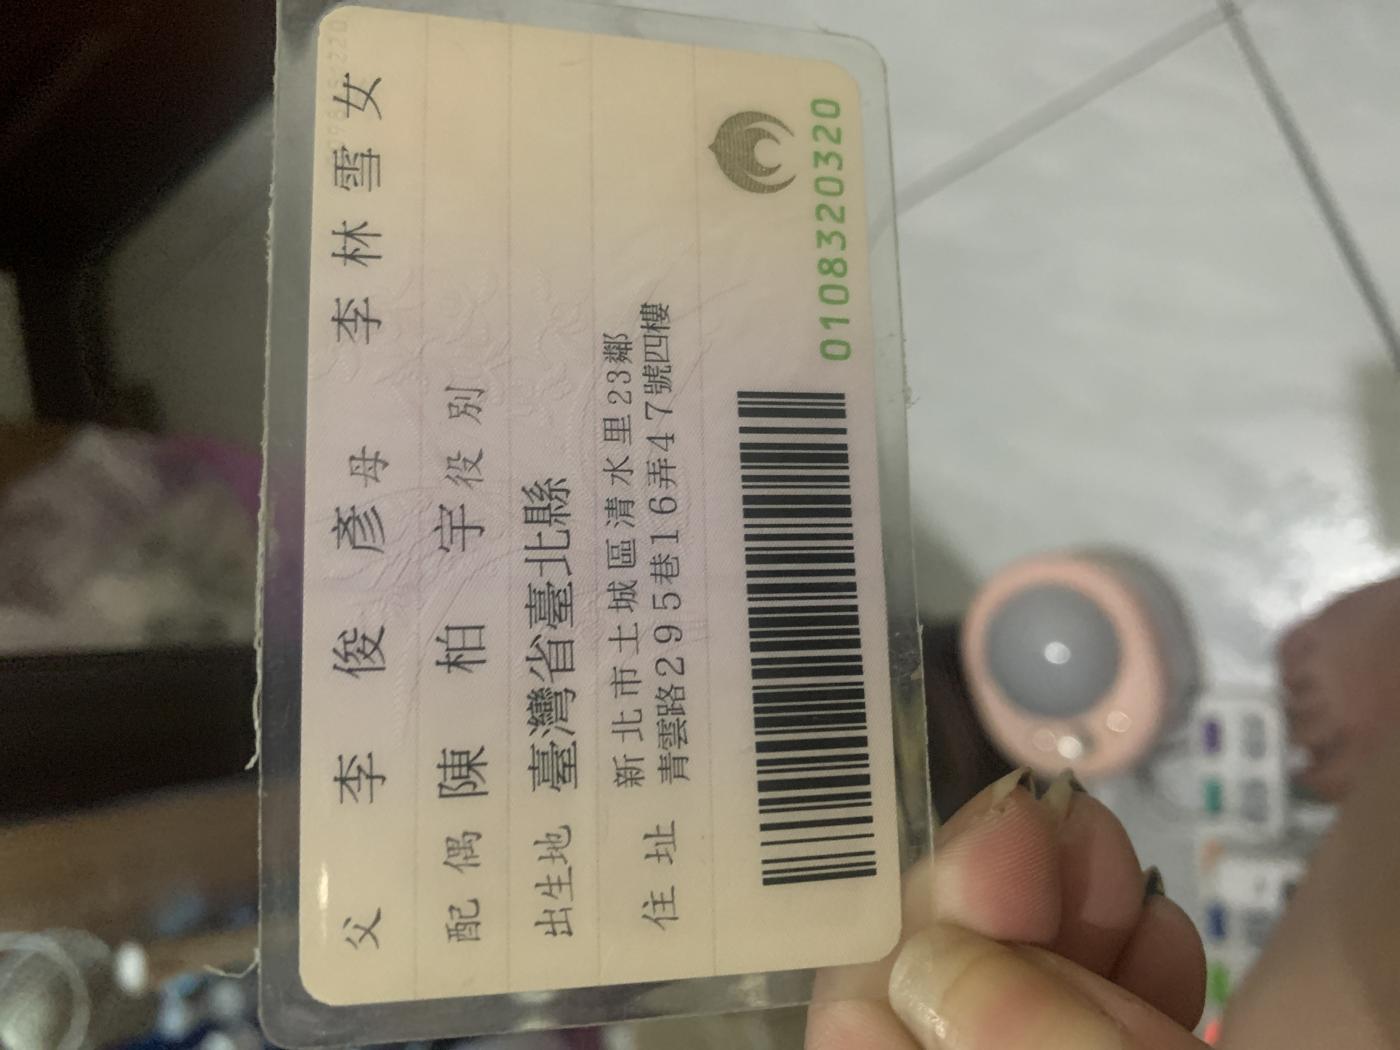 父 李俊彥 母 李林雪女
配偶 陳柏宇 役別
出生地 臺灣省臺北縣
住址 新北市土城區清水里23鄰
青雲路295巷16弄47號四樓
0108320320